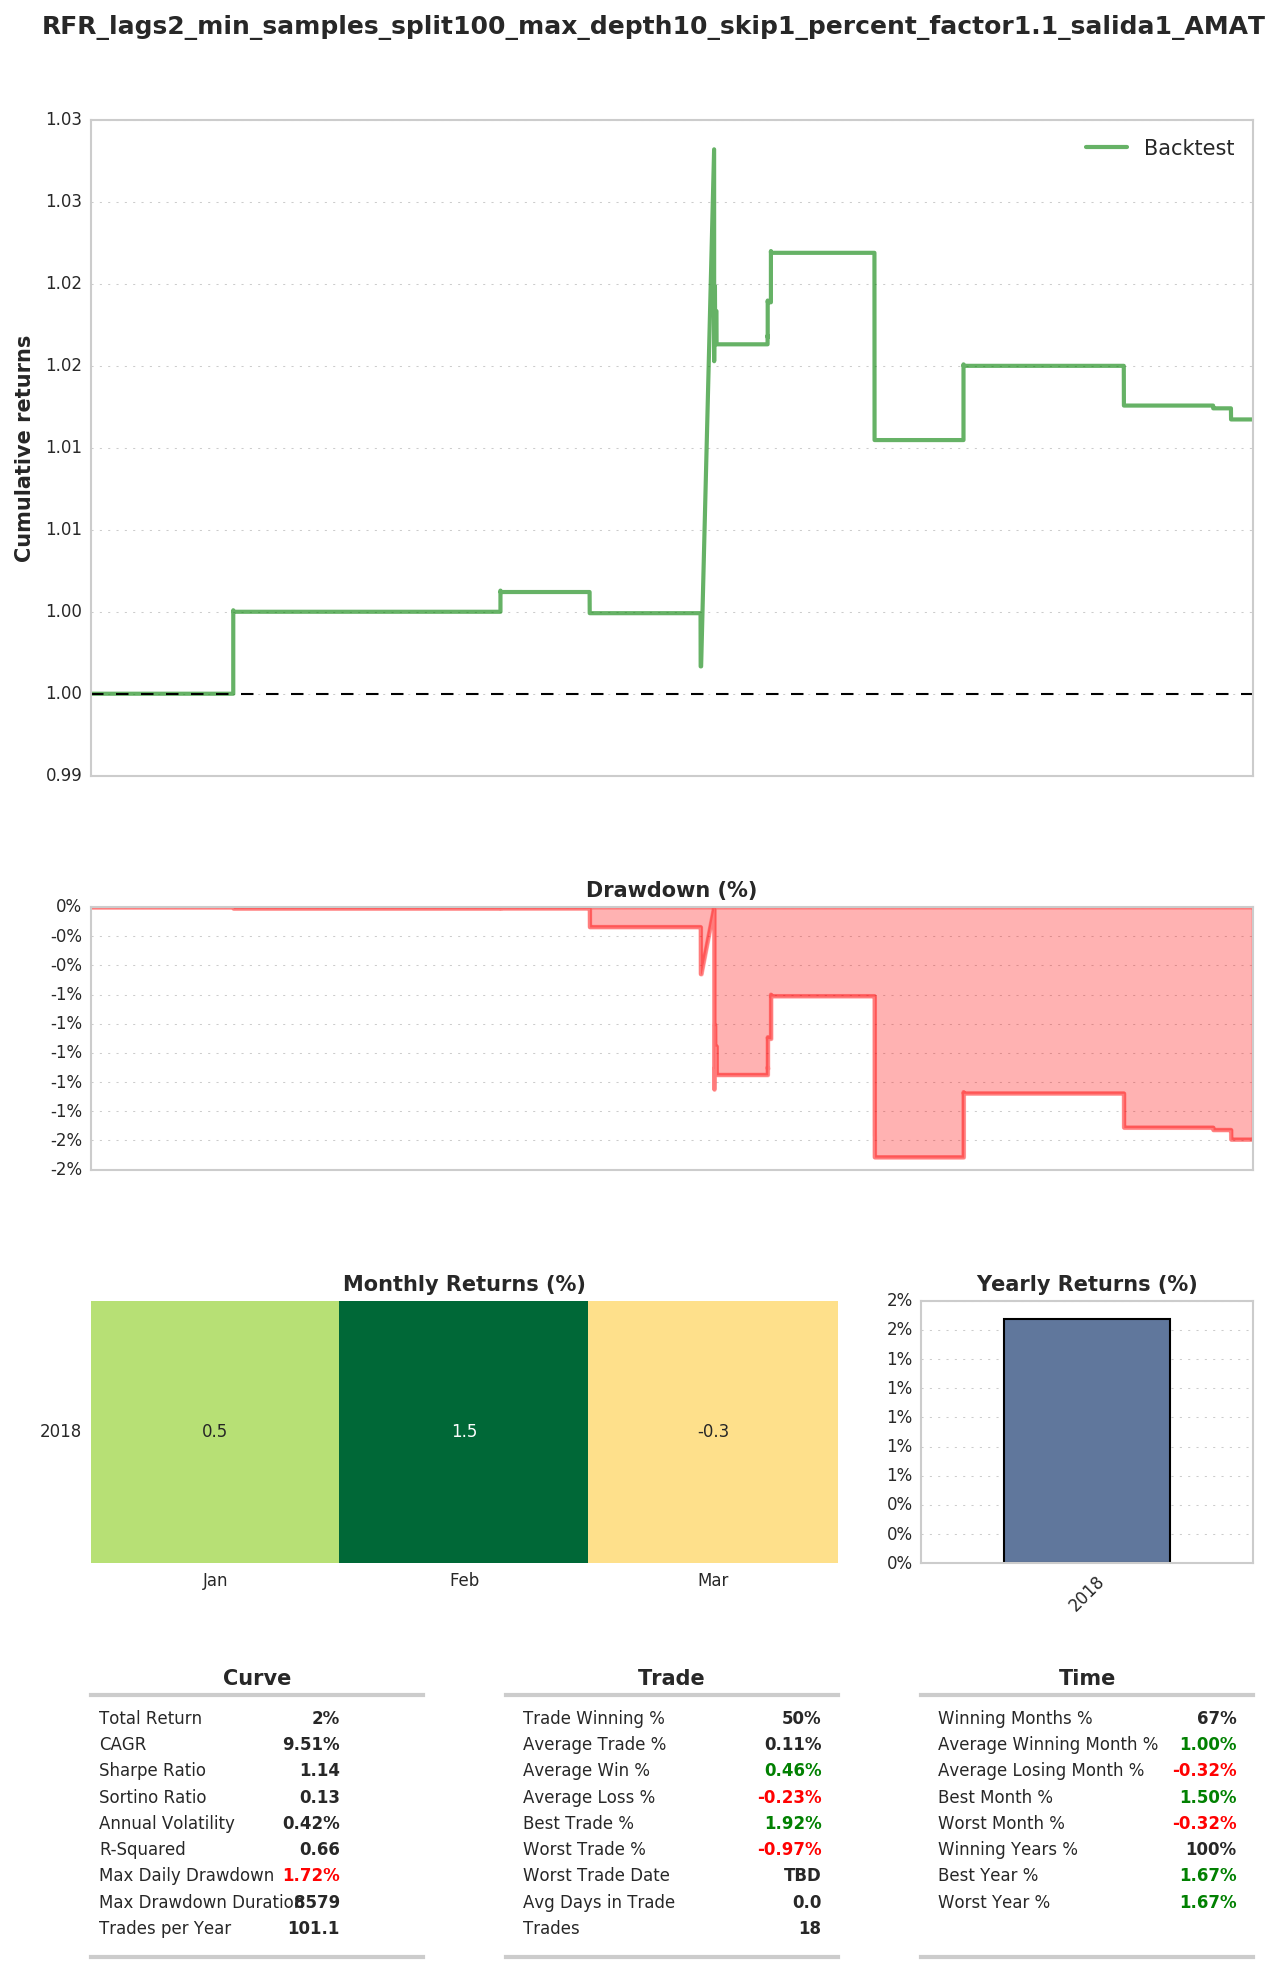 RFR_lags2_min_samples_split100_max_depth10_skip1_percent_factor1.1_salida1_AMAT
1.03
1.03
1.02
1.02
1.01
1.01
1.00
1.00
0.99
Cumulative returns
Backtest
Drawdown (%)
0%
-0%
-0%
-1%
-1%
-1%
-1%
-1%
-2%
-2%
Monthly Returns (%)
2018
0.5
1.5
-0.3
Jan
Feb
Mar
Yearly Returns (%)
2%
2%
1%
1%
1%
1%
1%
0%
0%
0%
2018
Curve
Total Return 2%
CAGR 9.51%
Sharpe Ratio 1.14
Sortino Ratio 0.13
Annual Volatility 0.42%
R-Squared 0.66
Max Daily Drawdown 1.72%
Max Drawdown Duration 8579
Trades per Year 101.1
Trade
Trade Winning % 50%
Average Trade % 0.11%
Average Win % 0.46%
Average Loss % -0.23%
Best Trade % 1.92%
Worst Trade % -0.97%
Worst Trade Date TBD
Avg Days in Trade 0.0
Trades 18
Time
Winning Months % 67%
Average Winning Month % 1.00%
Average Losing Month % -0.32%
Best Month % 1.50%
Worst Month % -0.32%
Winning Years % 100%
Best Year % 1.67%
Worst Year % 1.67%